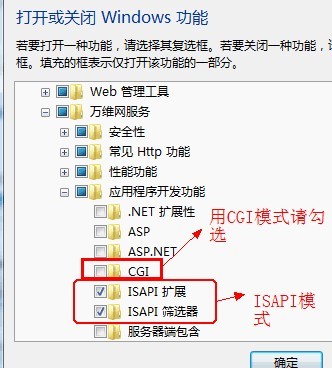 打开或关闭 Windows 功能
若要打开一种功能，请选择其复选框。若要关闭一种功能，请
框。填充的框表示仅打开该功能的一部分。
Web 管理工具
万维网服务
安全性
常见 Http 功能
性能功能
应用程序开发功能
.NET 扩展性
ASP
ASP.NET
CGI
ISAPI 扩展
ISAPI 筛选器
服务器端包含
用CGI模式请勾
选
ISAPI模
式
确定